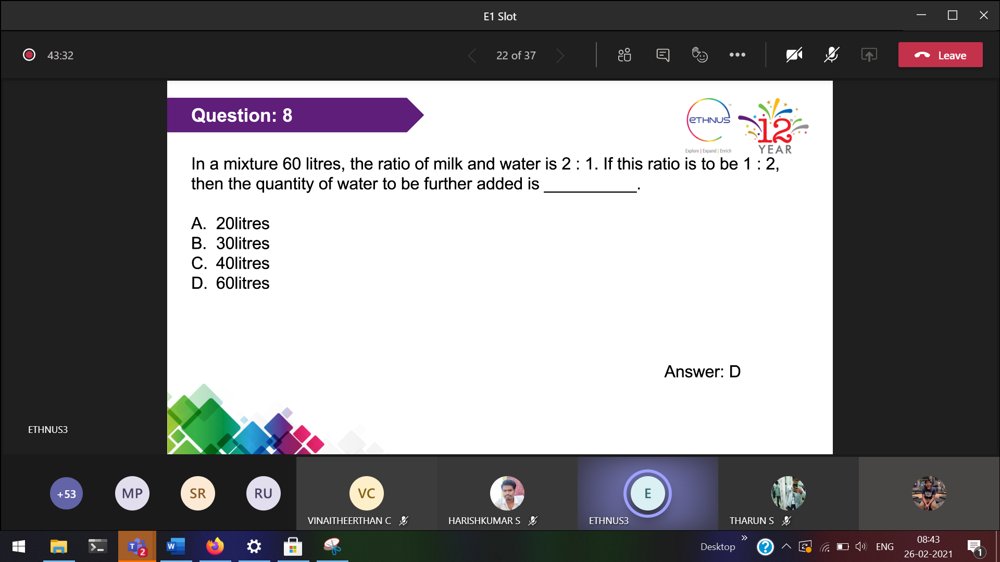 E1 Slot
43:32
22 of 37
Leave
Question: 8
eTHNUS
Explore | Expand | Enrich
12th
YEAR
In a mixture 60 litres, the ratio of milk and water is 2 : 1. If this ratio is to be 1 : 2,
then the quantity of water to be further added is __________.
A. 20litres
B. 30litres
C. 40litres
D. 60litres
Answer: D
ETHNUS3
+53
MP
SR
RU
VC
E
VINAITHEERTHAN C
HARISHKUMAR S
ETHNUS3
THARUN S
T
2
W
Desktop
ENG
08:43
26-02-2021
1